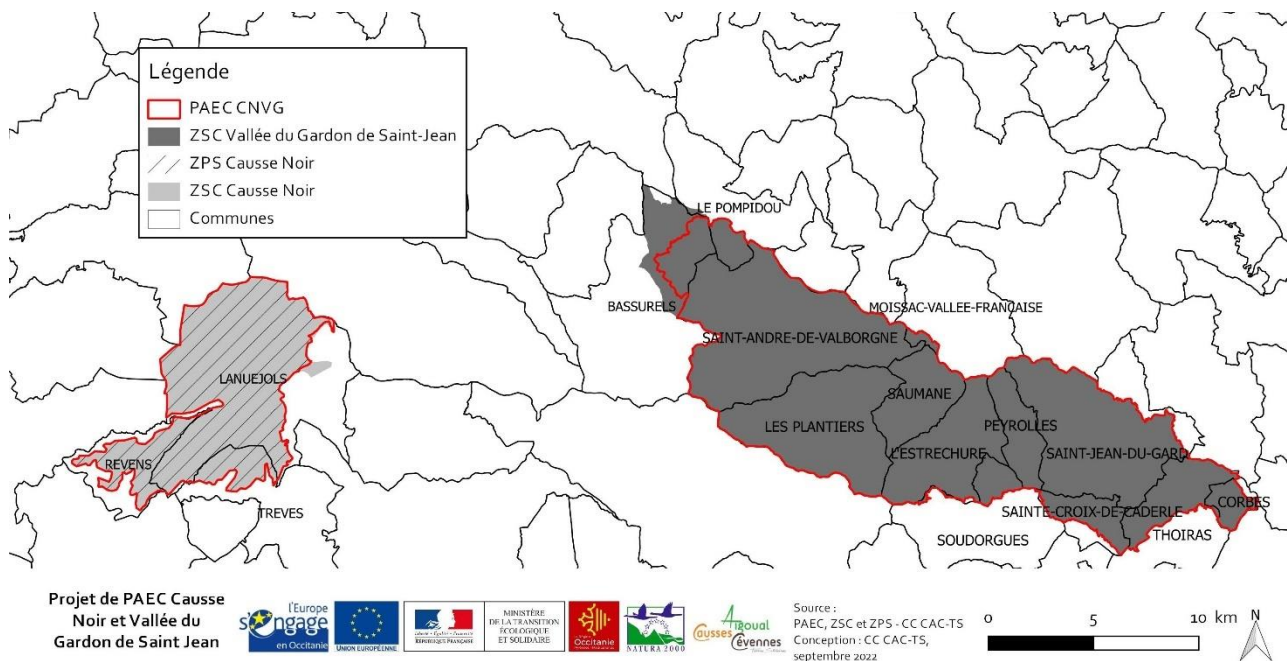 Légende
PAEC CNVG
ZSC Vallée du Gardon de Saint-Jean
ZPS Causse Noir
ZSC Causse Noir
Communes
LE POMPIDOU
BASSURELS
MOISSAC-VALLEE-FRANÇAISE
SAINT-ANDRE-DE-VALBORGNE
LANUEJOLS
SAUMANE
LES PLANTIERS
PEYROLLES
REVENS
L'ESTRECHURE
SAINT-JEAN-DU-GARD
CORBES
TREVES
SAINTE-CROIX-DE-CADERLE
SOUDORGUES
THOIRAS
Projet de PAEC Causse
Noir et Vallée du
Gardon de Saint Jean
l'Europe
s'engage
en Occitanie
UNION EUROPÉENNE
RÉPUBLIQUE FRANÇAISE
MINISTÈRE
DE LA TRANSITION
ÉCOLOGIQUE
ET SOLIDAIRE
Occitanie
NATURA 2000
Causses Aigoual
Cévennes
Source :
PAEC, ZSC et ZPS - CC CAC-TS
Conception : CC CAC-TS,
septembre 2022
0 5 10 km
N